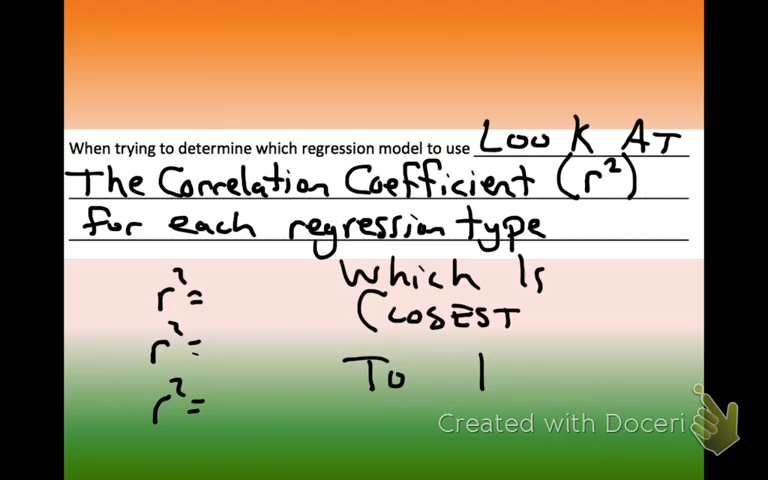 When trying to determine which regression model to use LOOK AT
The Correlation Coefficient (r²)
for each regression type
r²=
r²=
r²=
Which Is
CLOSEST
To 1
Created with Doceri